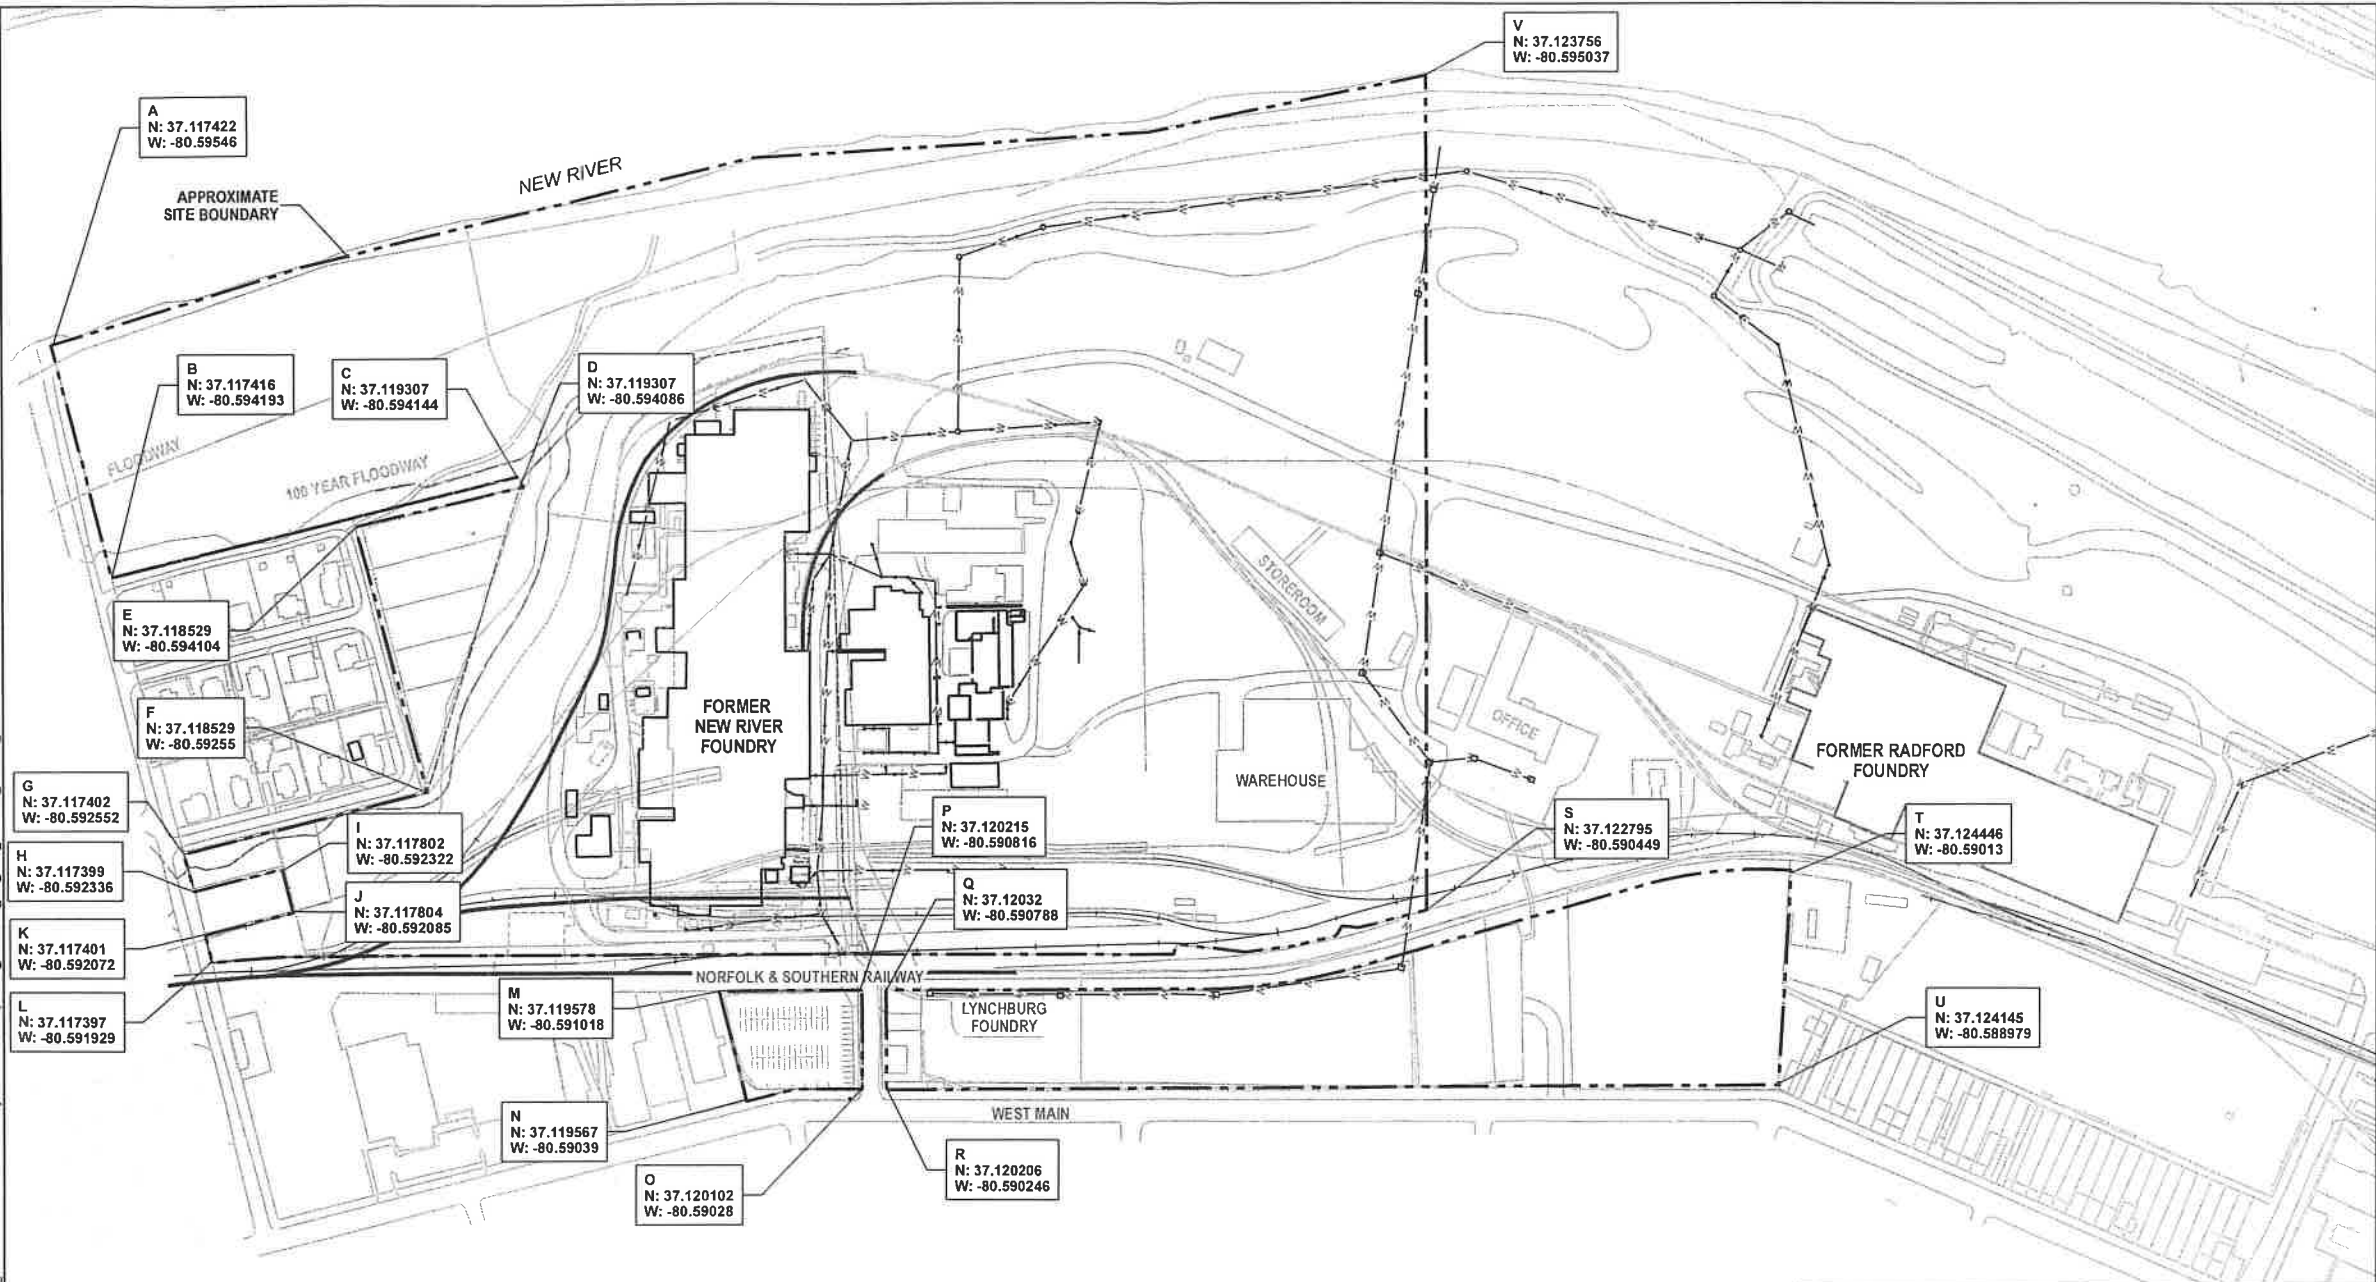 V
N: 37.123756
W: -80.595037
A
N: 37.117422
W: -80.59546
NEW RIVER
APPROXIMATE
SITE BOUNDARY
B
N: 37.117416
W: -80.594193
C
N: 37.119307
W: -80.594144
D
N: 37.119307
W: -80.594086
FLOODWAY
100 YEAR FLOODWAY
E
N: 37.118529
W: -80.594104
STOREROOM
F
N: 37.118529
W: -80.59255
FORMER
NEW RIVER
FOUNDRY
OFFICE
WAREHOUSE
FORMER RADFORD
FOUNDRY
G
N: 37.117402
W: -80.592552
I
N: 37.117802
W: -80.592322
P
N: 37.120215
W: -80.590816
S
N: 37.122795
W: -80.590449
T
N: 37.124446
W: -80.59013
H
N: 37.117399
W: -80.592336
J
N: 37.117804
W: -80.592085
Q
N: 37.12032
W: -80.590788
K
N: 37.117401
W: -80.592072
NORFOLK & SOUTHERN RAILWAY
L
N: 37.117397
W: -80.591929
M
N: 37.119578
W: -80.591018
LYNCHBURG
FOUNDRY
U
N: 37.124145
W: -80.588979
N
N: 37.119567
W: -80.59039
WEST MAIN
R
N: 37.120206
W: -80.590246
O
N: 37.120102
W: -80.59028